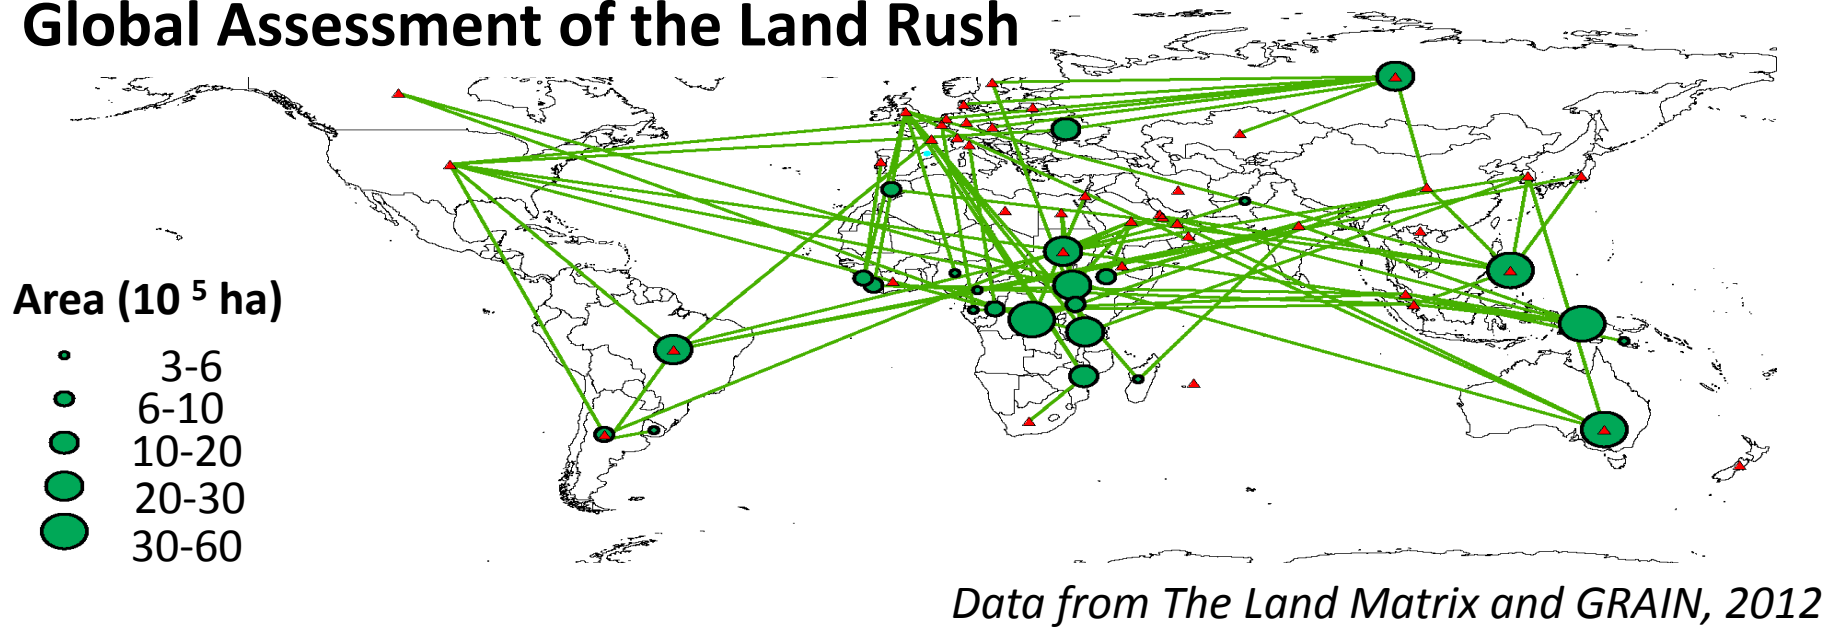 Global Assessment of the Land Rush
Area (10 5 ha)
3-6
6-10
10-20
20-30
30-60
Data from The Land Matrix and GRAIN, 2012